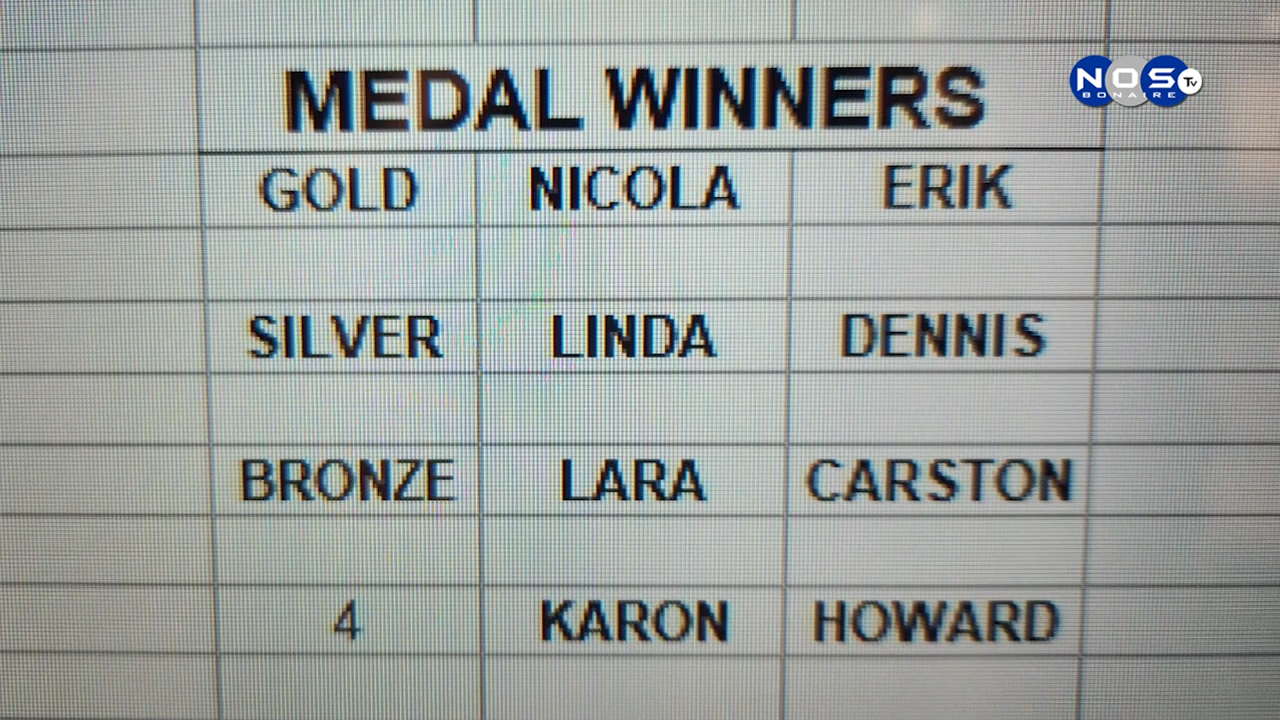 MEDAL WINNERS
NOS TV
BONAIRE
GOLD NICOLA ERIK
SILVER LINDA DENNIS
BRONZE LARA CARSTON
4 KARON HOWARD